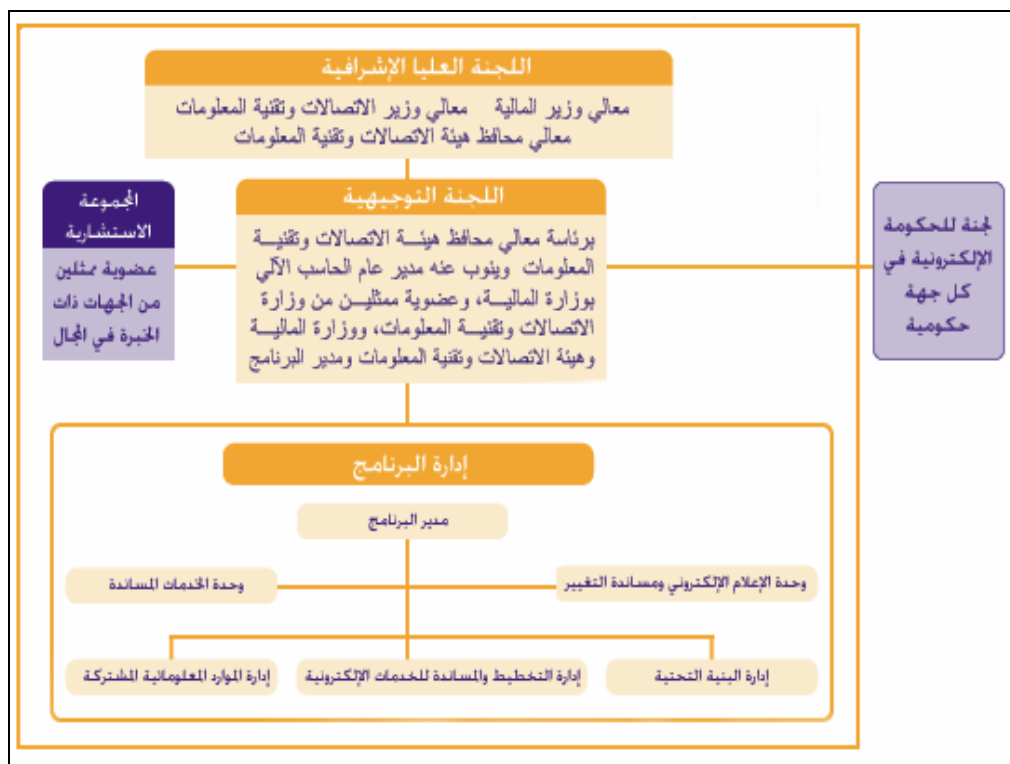 اللجنة العليا الإشرافية
معالي وزير المالية معالي وزير الاتصالات وتقنية المعلومات
معالي محافظ هيئة الاتصالات وتقنية المعلومات
لجنة للحكومة
الإلكترونية في
كل جهة
حكومية
اللجنة التوجيهية
برئاسة معالي محافظ هيئة الاتصالات وتقنية
المعلومات وينوب عنه مدير عام الحاسب الآلي
بوزارة المالية، وعضوية ممثلين من وزارة
الاتصالات وتقنية المعلومات، ووزارة المالية
وهيئة الاتصالات وتقنية المعلومات ومدير البرنامج
المجموعة
الاستشارية
عضوية ممثلين
من الجهات ذات
الخبرة في المجال
إدارة البرنامج
مدير البرنامج
وحدة الإعلام الإلكتروني ومساندة التغيير
وحدة الخدمات المساندة
إدارة البنية التحتية
إدارة التخطيط والمساندة للخدمات الإلكترونية
إدارة الموارد المعلوماتية المشتركة